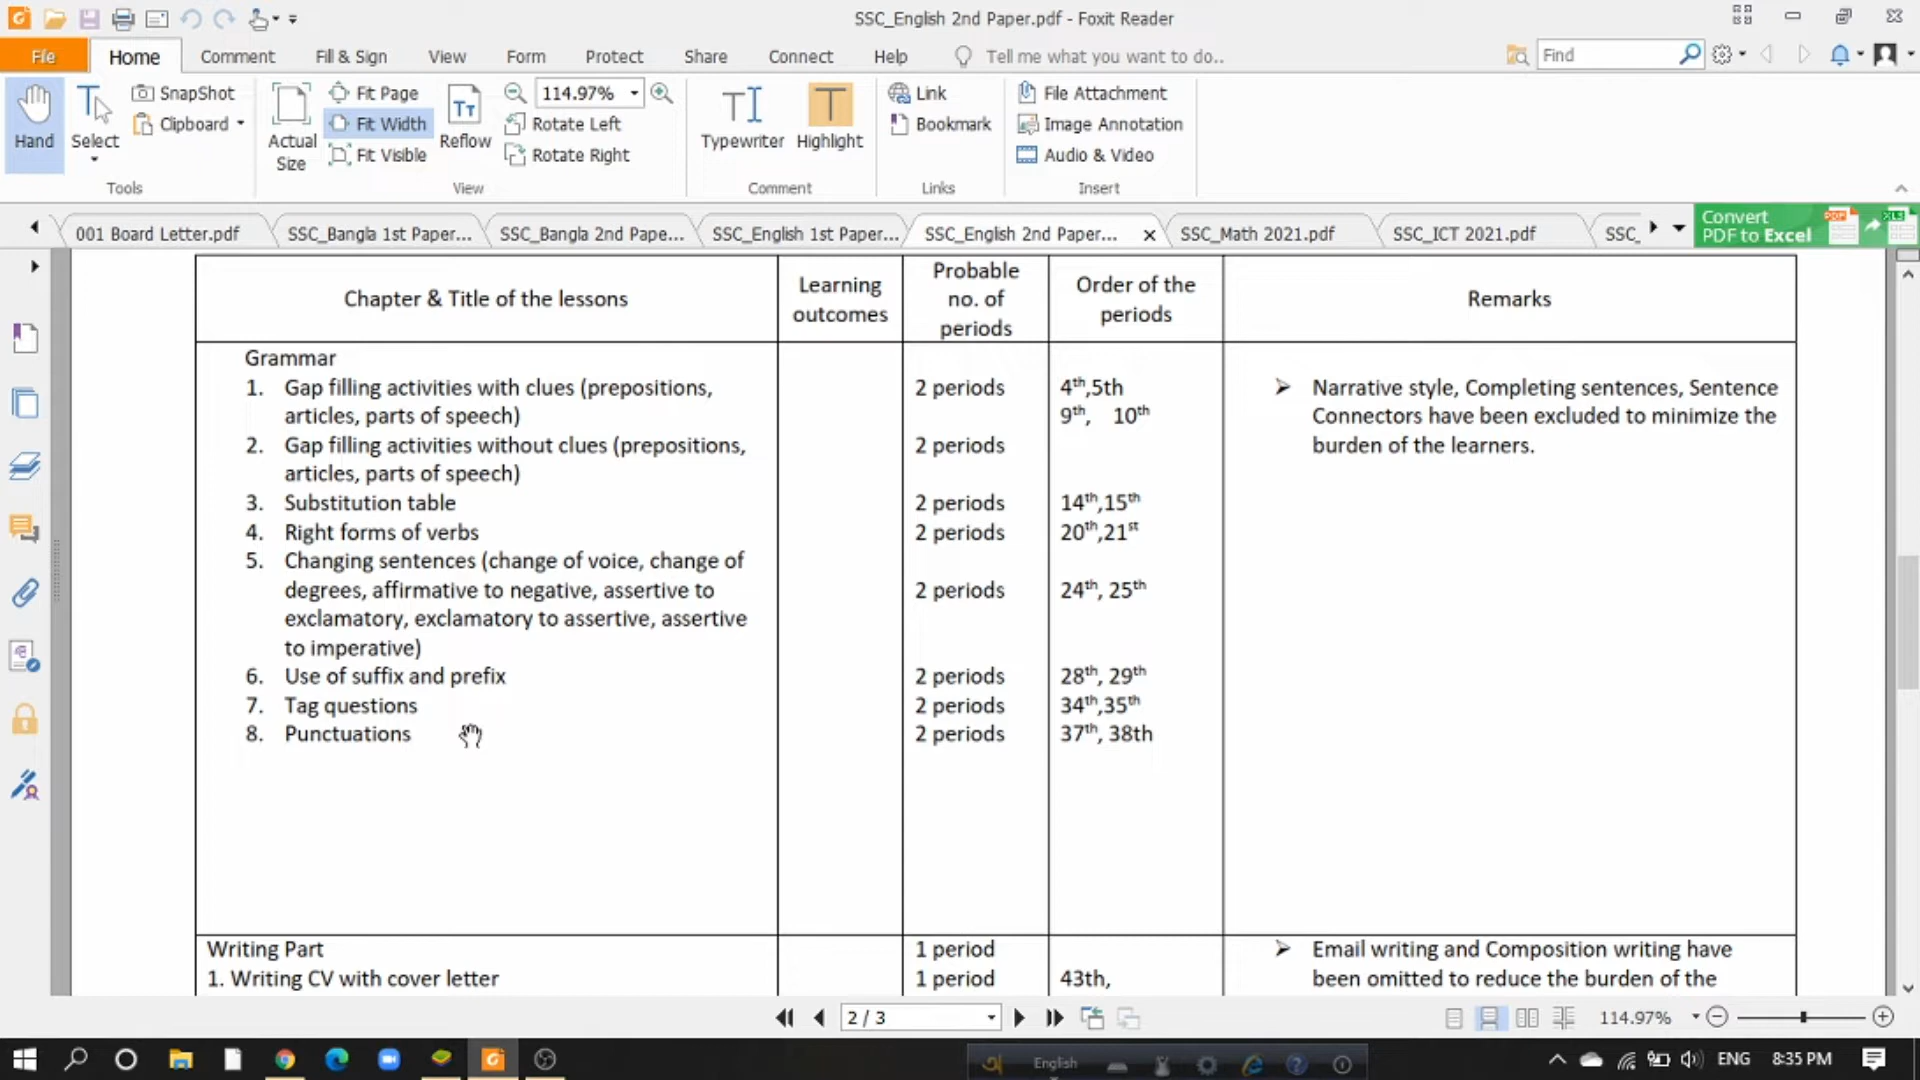 SSC_English 2nd Paper.pdf - Foxit Reader
File Home Comment Fill & Sign View Form Protect Share Connect Help Tell me what you want to do.. Find
Hand
Select
SnapShot
Clipboard
Tools
Actual Size
Fit Page
Fit Width
Fit Visible
Reflow
114.97%
Rotate Left
Rotate Right
View
Typewriter
Highlight
Comment
Link
Bookmark
Links
File Attachment
Image Annotation
Audio & Video
Insert
001 Board Letter.pdf SSC_Bangla 1st Paper... SSC_Bangla 2nd Pape... SSC_English 1st Paper... SSC_English 2nd Paper... SSC_Math 2021.pdf SSC_ICT 2021.pdf SSC_
Convert
PDF to Excel
PDF
XLS
Chapter & Title of the lessons
Learning
outcomes
Probable
no. of
periods
Order of the
periods
Remarks
Grammar
1. Gap filling activities with clues (prepositions, 2 periods 4th,5th ➢ Narrative style, Completing sentences, Sentence
articles, parts of speech) 9th, 10th Connectors have been excluded to minimize the
2. Gap filling activities without clues (prepositions, 2 periods burden of the learners.
articles, parts of speech)
3. Substitution table 2 periods 14th,15th
4. Right forms of verbs 2 periods 20th,21st
5. Changing sentences (change of voice, change of
degrees, affirmative to negative, assertive to 2 periods 24th, 25th
exclamatory, exclamatory to assertive, assertive
to imperative)
6. Use of suffix and prefix 2 periods 28th, 29th
7. Tag questions 2 periods 34th,35th
8. Punctuations 2 periods 37th, 38th
Writing Part 1 period ➢ Email writing and Composition writing have
1. Writing CV with cover letter 1 period 43th, been omitted to reduce the burden of the
2 / 3
114.97%
English
ENG 8:35 PM